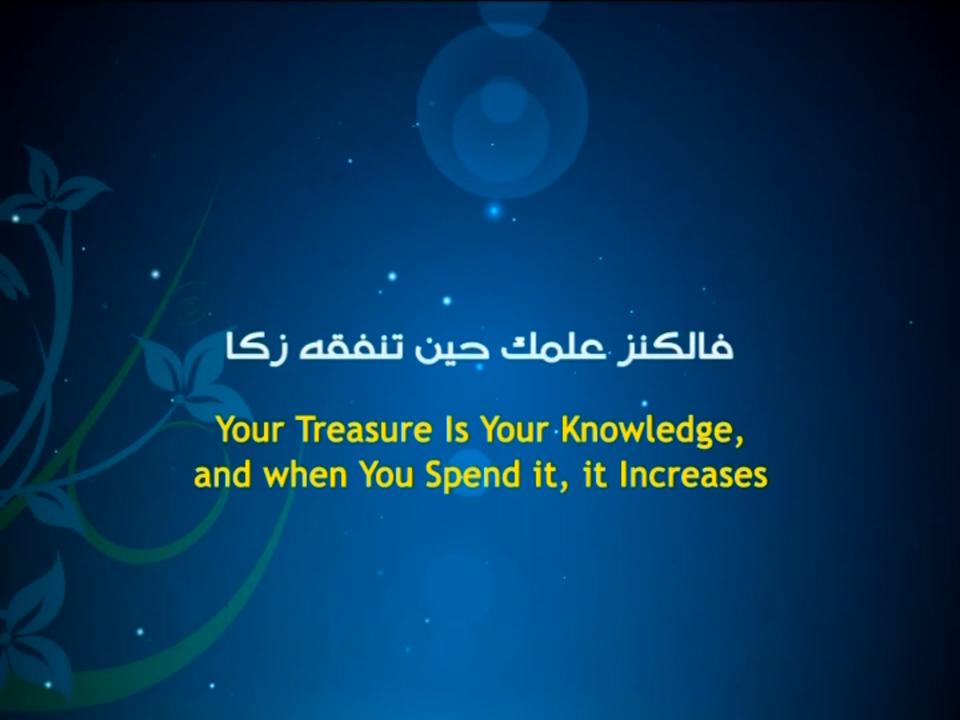 فالكنز علمك حين تنفقه زكا
Your Treasure Is Your Knowledge,
and when You Spend it, it Increases